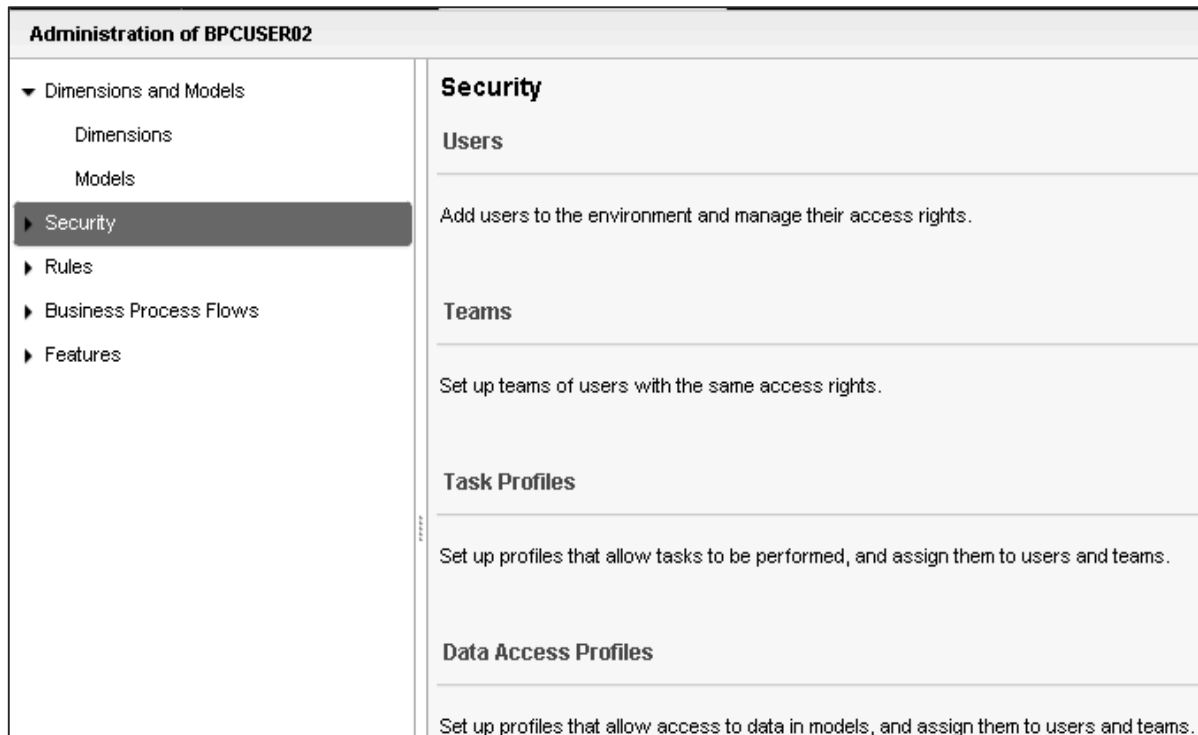 Administration of BPCUSER02
Dimensions and Models
Dimensions
Models
Security
Rules
Business Process Flows
Features
Security
Users
Add users to the environment and manage their access rights.
Teams
Set up teams of users with the same access rights.
Task Profiles
Set up profiles that allow tasks to be performed, and assign them to users and teams.
Data Access Profiles
Set up profiles that allow access to data in models, and assign them to users and teams.